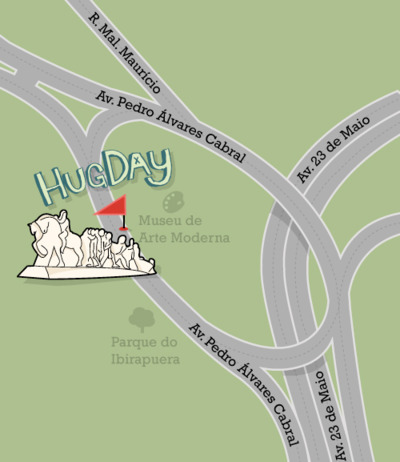 R. Mal. Maurício
Av. Pedro Álvares Cabral
Av. 23 de Maio
HUGDAY
Museu de
Arte Moderna
Parque do
Ibirapuera
Av. Pedro Álvares Cabral
Av. 23 de Maio